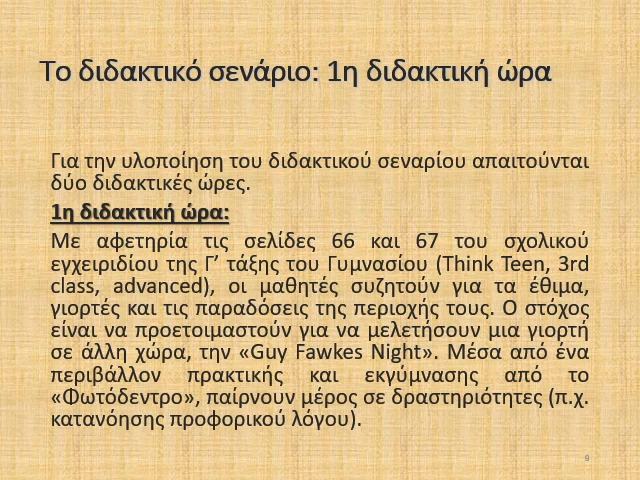 Το διδακτικό σενάριο: 1η διδακτική ώρα
Για την υλοποίηση του διδακτικού σεναρίου απαιτούνται
δύο διδακτικές ώρες.
1η διδακτική ώρα:
Με αφετηρία τις σελίδες 66 και 67 του σχολικού
εγχειριδίου της Γ’ τάξης του Γυμνασίου (Think Teen, 3rd
class, advanced), οι μαθητές συζητούν για τα έθιμα,
γιορτές και τις παραδόσεις της περιοχής τους. Ο στόχος
είναι να προετοιμαστούν για να μελετήσουν μια γιορτή
σε άλλη χώρα, την «Guy Fawkes Night». Μέσα από ένα
περιβάλλον πρακτικής και εκγύμνασης από το
«Φωτόδεντρο», παίρνουν μέρος σε δραστηριότητες (π.χ.
κατανόησης προφορικού λόγου).
9